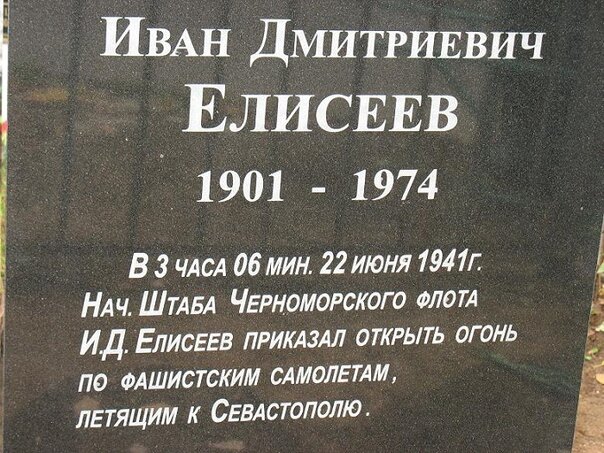 Иван Дмитриевич
Елисеев
1901 - 1974
В 3 часа 06 мин. 22 июня 1941г.
Нач. Штаба Черноморского флота
И.Д. Елисеев приказал открыть огонь
по фашистским самолетам,
летящим к Севастополю.